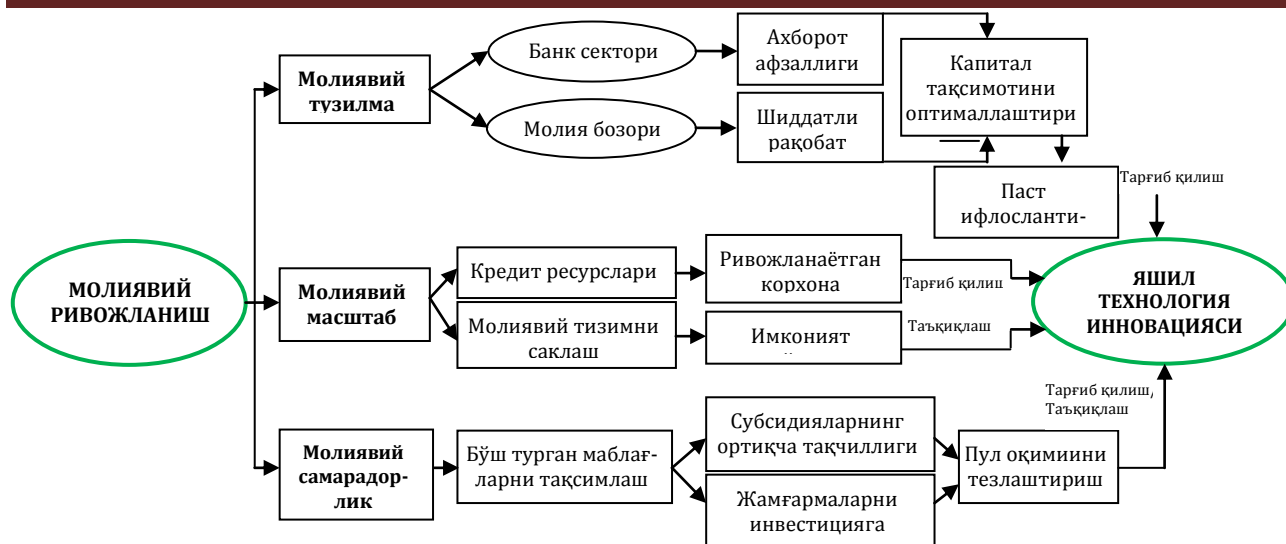 МОЛИЯВИЙ
РИВОЖЛАНИШ
Молиявий
тузилма
Банк сектори
Молия бозори
Ахборот
афзаллиги
Шиддатли
рақобат
Капитал
тақсимотини
оптималлаштири
Паст
ифлосланти-
Тарғиб қилиш
Молиявий
масштаб
Кредит ресурслари
Молиявий тизимни
саклаш
Ривожланаётган
корхона
Имконият
Тарғиб қилиш
Таъқиқлаш
Молиявий
самарадор-
лик
Бўш турган маблағ-
ларни тақсимлаш
Субсидияларнинг
ортиқча тақчиллиги
Жамғармаларни
инвестицияга
Пул оқимиини
тезлаштириш
Тарғиб қилиш,
Таъқиқлаш
ЯШИЛ
ТЕХНОЛОГИЯ
ИННОВАЦИЯСИ